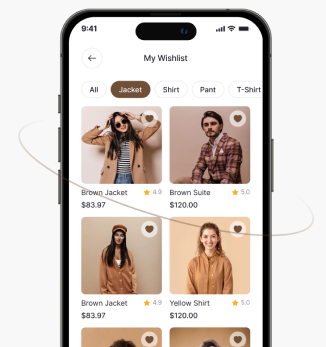 9:41
My Wishlist
All Jacket Shirt Pant T-Shirt
Brown Jacket 4.9 Brown Suite 5.0
$83.97 $120.00
Brown Jacket 4.9 Yellow Shirt 5.0
$83.97 $120.00